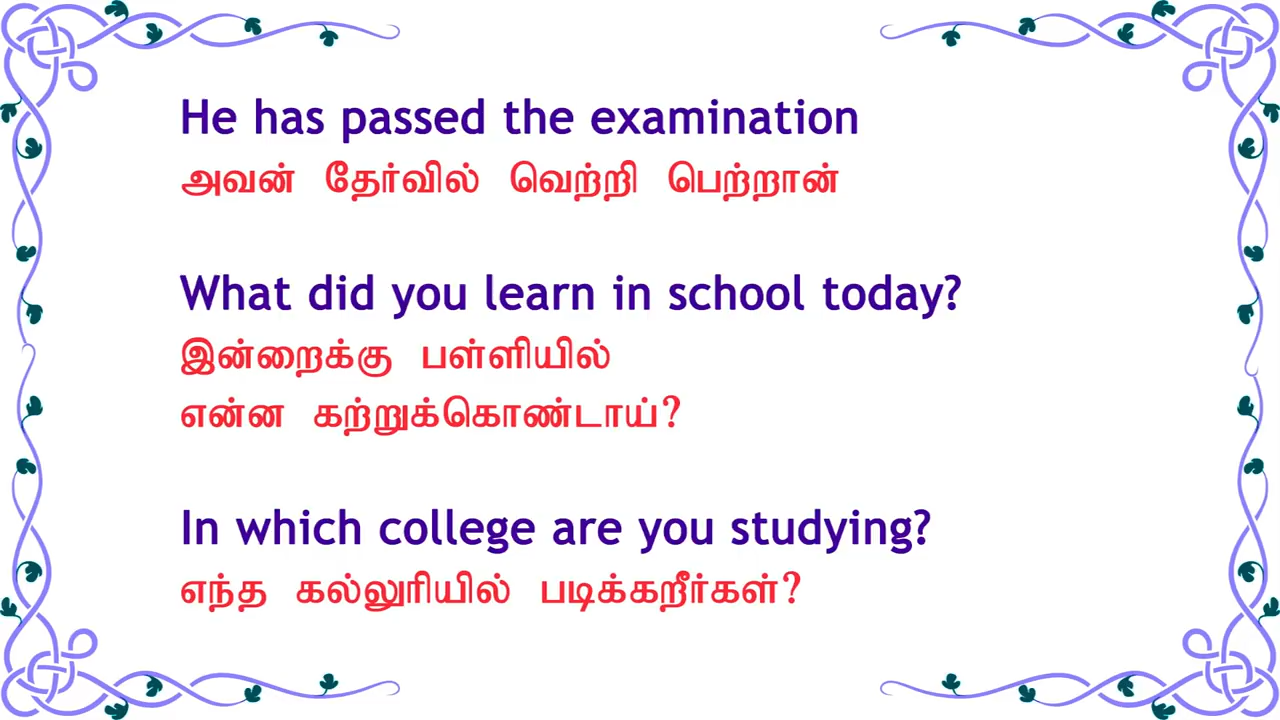 He has passed the examination
அவன் தேர்வில் வெற்றி பெற்றான்
What did you learn in school today?
இன்றைக்கு பள்ளியில்
என்ன கற்றுக்கொண்டாய்?
In which college are you studying?
எந்த கல்லுரியில் படிக்கறீர்கள்?